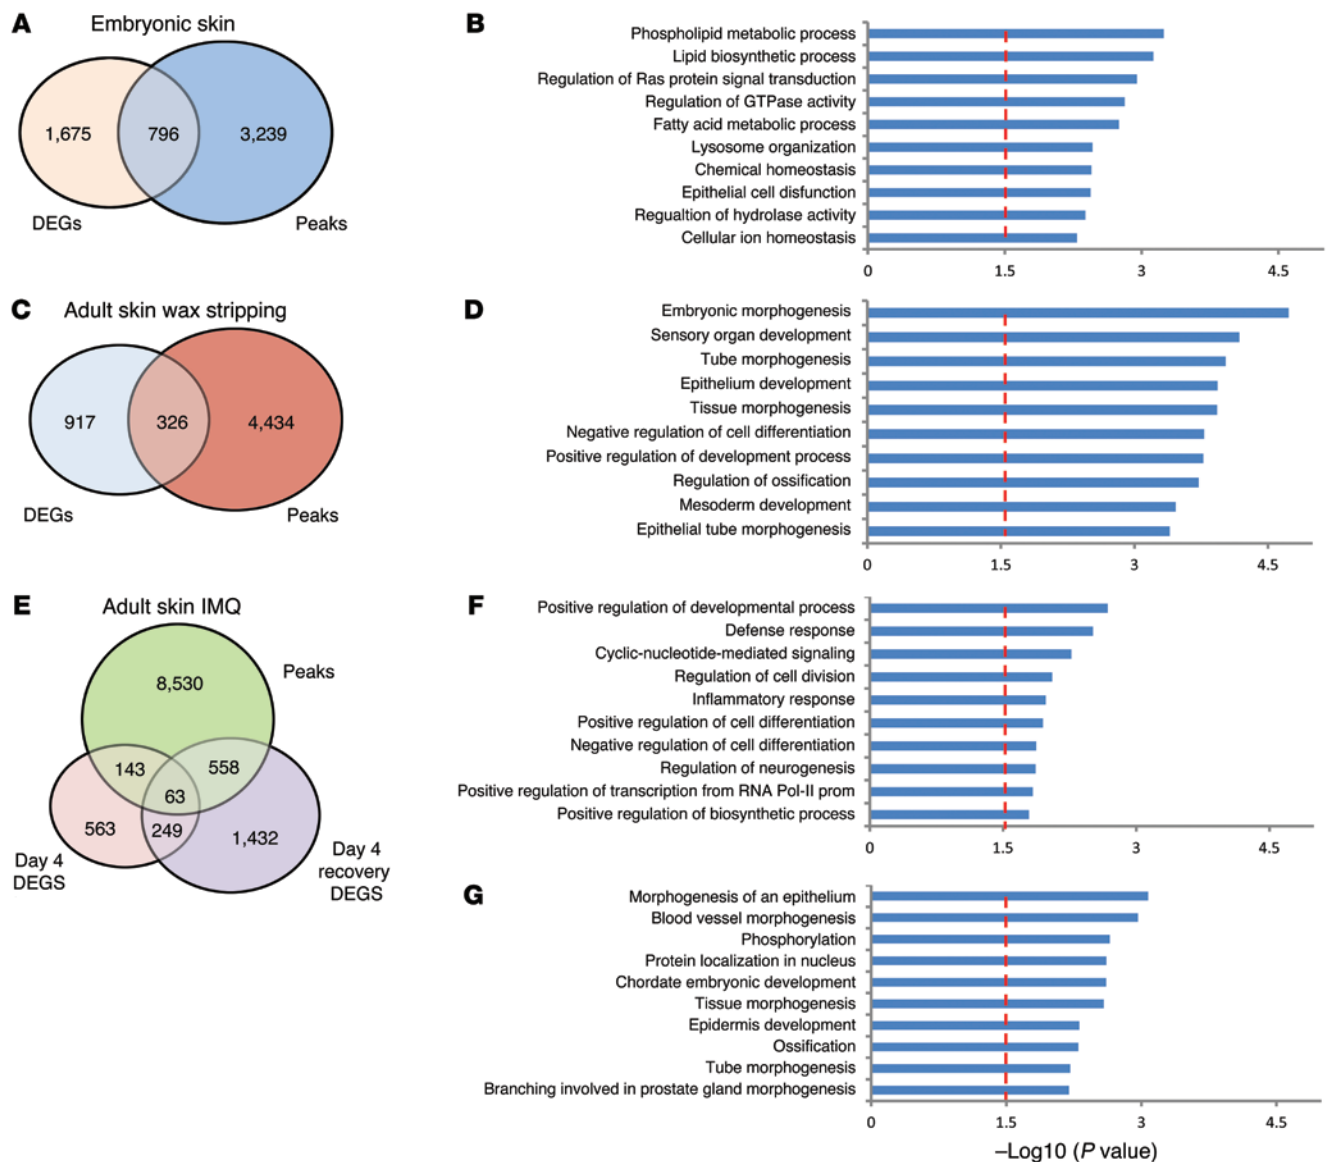 A
Embryonic skin
1,675
796
3,239
DEGs
Peaks
B
Phospholipid metabolic process
Lipid biosynthetic process
Regulation of Ras protein signal transduction
Regulation of GTPase activity
Fatty acid metabolic process
Lysosome organization
Chemical homeostasis
Epithelial cell disfunction
Regualtion of hydrolase activity
Cellular ion homeostasis
0 1.5 3 4.5
C
Adult skin wax stripping
917
326
4,434
DEGs
Peaks
D
Embryonic morphogenesis
Sensory organ development
Tube morphogenesis
Epithelium development
Tissue morphogenesis
Negative regulation of cell differentiation
Positive regulation of development process
Regulation of ossification
Mesoderm development
Epithelial tube morphogenesis
0 1.5 3 4.5
E
Adult skin IMQ
Peaks
8,530
143
558
63
563
249
1,432
Day 4
DEGS
Day 4
recovery
DEGS
F
Positive regulation of developmental process
Defense response
Cyclic-nucleotide-mediated signaling
Regulation of cell division
Inflammatory response
Positive regulation of cell differentiation
Negative regulation of cell differentiation
Regulation of neurogenesis
Positive regulation of transcription from RNA Pol-II prom
Positive regulation of biosynthetic process
0 1.5 3 4.5
G
Morphogenesis of an epithelium
Blood vessel morphogenesis
Phosphorylation
Protein localization in nucleus
Chordate embryonic development
Tissue morphogenesis
Epidermis development
Ossification
Tube morphogenesis
Branching involved in prostate gland morphogenesis
0 1.5 3 4.5
–Log10 (P value)